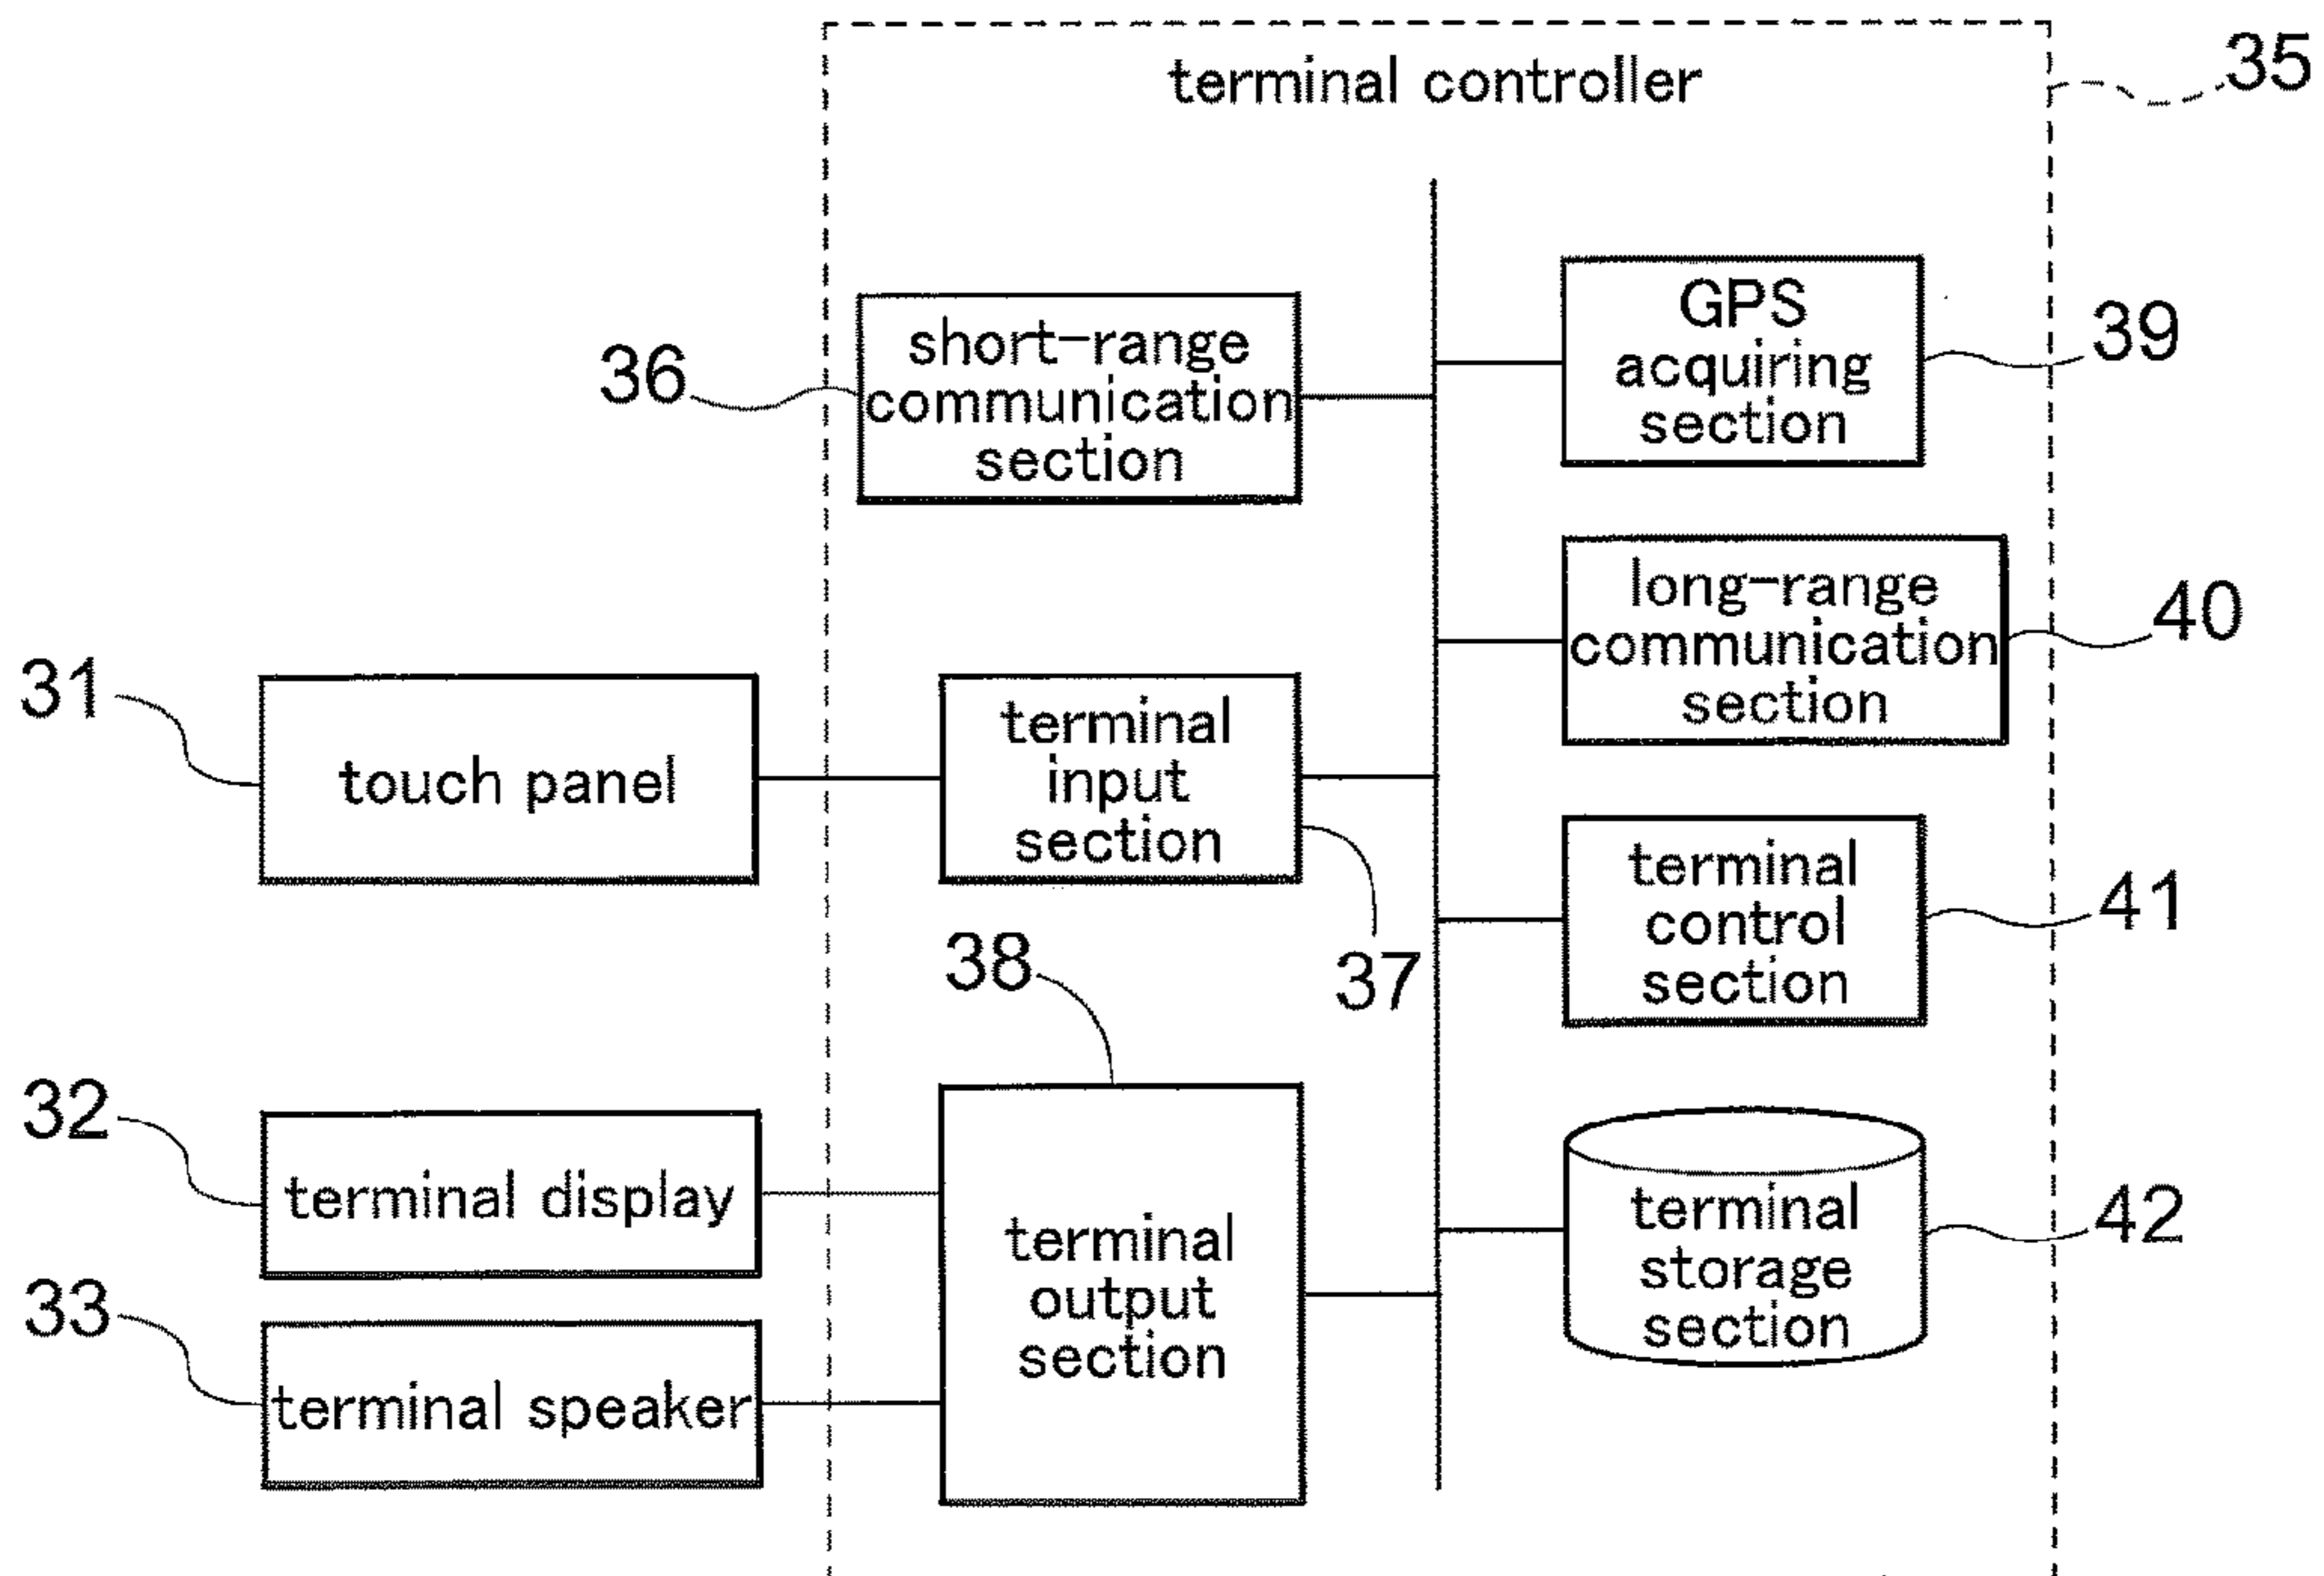 terminal controller
35
short-range
communication
section
36
GPS
acquiring
section
39
long-range
communication
section
40
31
touch panel
terminal
input
section
37
terminal
control
section
41
38
32
terminal display
terminal
output
section
terminal
storage
section
42
33
terminal speaker